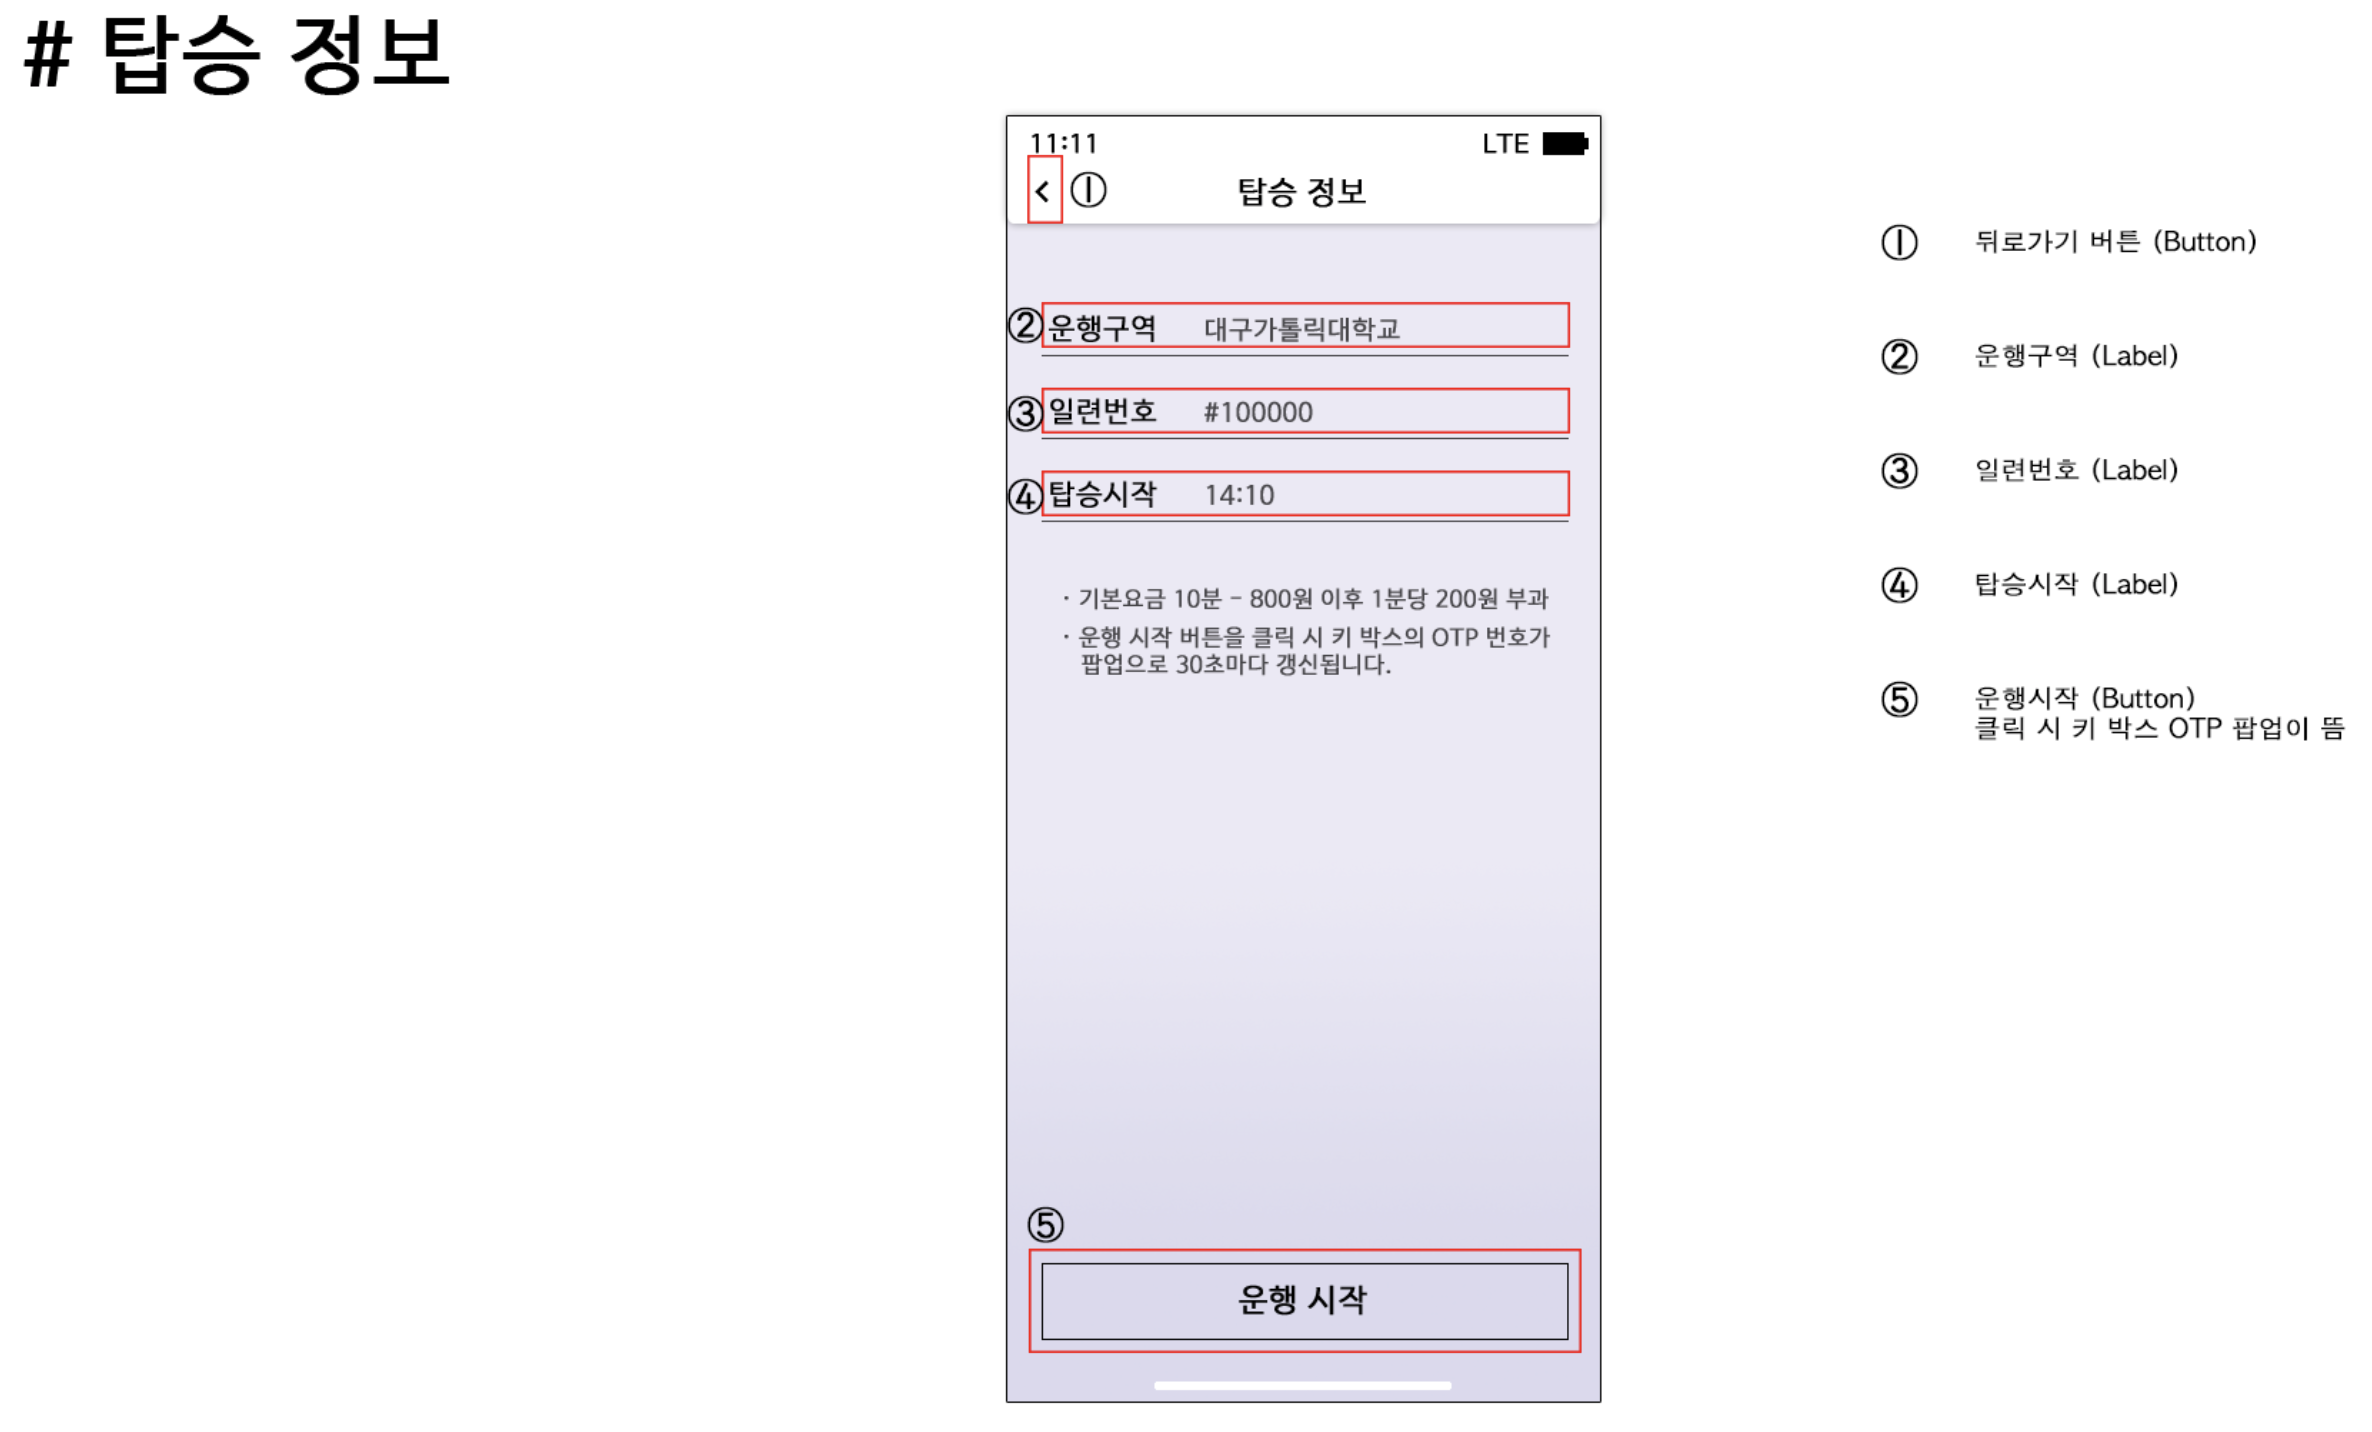 # 탑승 정보
11:11 LTE
< ① 탑승 정보
② 운행구역 대구가톨릭대학교
③ 일련번호 #100000
④ 탑승시작 14:10
· 기본요금 10분 - 800원 이후 1분당 200원 부과
· 운행 시작 버튼을 클릭 시 키 박스의 OTP 번호가
팝업으로 30초마다 갱신됩니다.
⑤
운행 시작
① 뒤로가기 버튼 (Button)
② 운행구역 (Label)
③ 일련번호 (Label)
④ 탑승시작 (Label)
⑤ 운행시작 (Button)
클릭 시 키 박스 OTP 팝업이 뜸